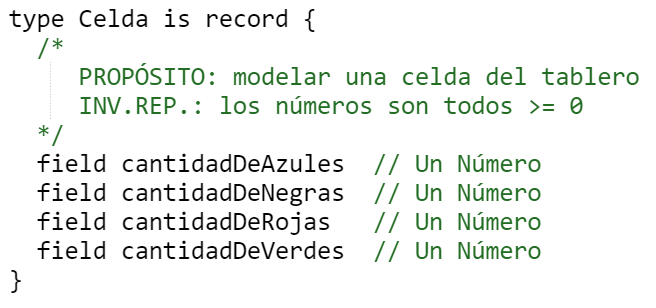 type Celda is record {
  /*
     PROPÓSITO: modelar una celda del tablero
     INV.REP.: los números son todos >= 0
  */
  field cantidadDeAzules  // Un Número
  field cantidadDeNegras  // Un Número
  field cantidadDeRojas   // Un Número
  field cantidadDeVerdes  // Un Número
}